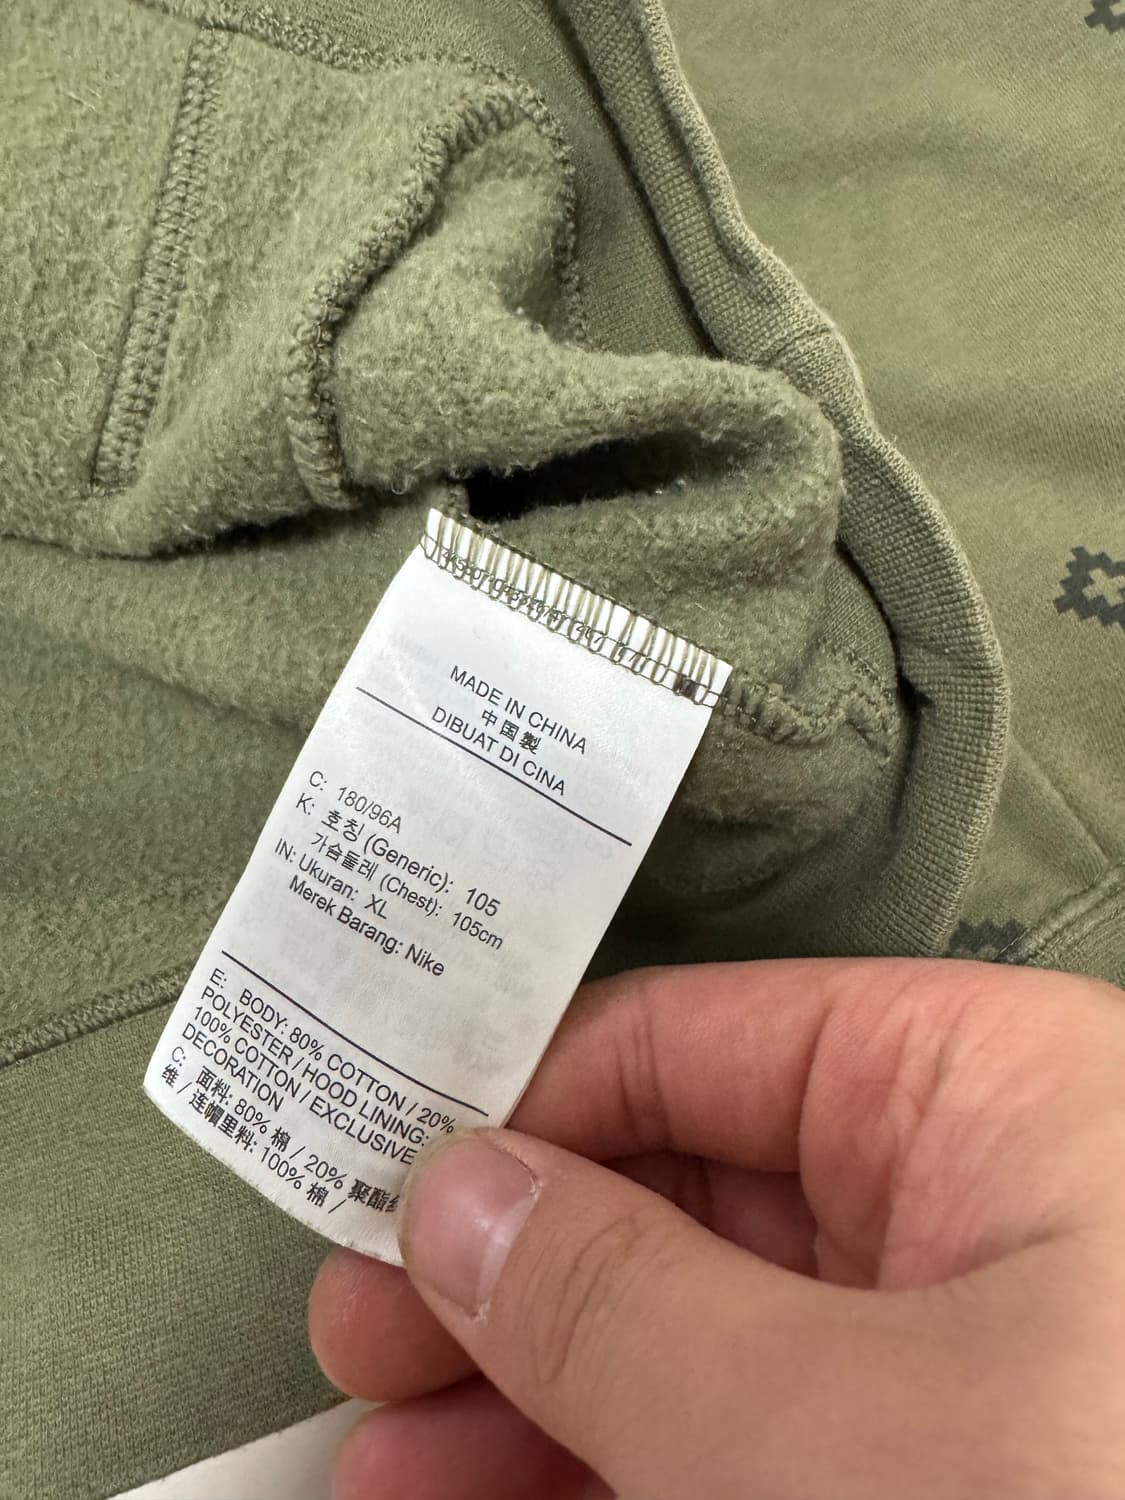 MADE IN CHINA
中国製
DIBUAT DI CINA
C: 180/96A
K: 호칭 (Generic): 105
가슴둘레 (Chest): 105cm
IN: Ukuran: XL
Merek Barang: Nike
E: BODY: 80% COTTON / 20%
POLYESTER / HOOD LINING:
100% COTTON / EXCLUSIVE
DECORATION
C: 面料: 80% 棉 / 20% 聚酯
维 / 连帽里料: 100% 棉 /